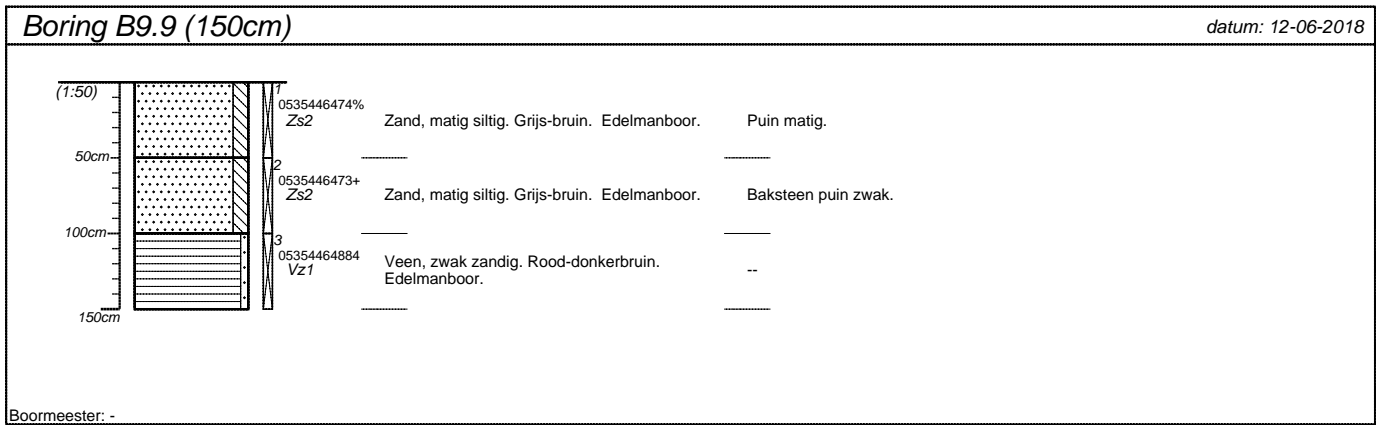 Boring B9.9 (150cm)
datum: 12-06-2018
(1:50)
1
0535446474%
Zs2
Zand, matig siltig. Grijs-bruin. Edelmanboor.
Puin matig.
50cm
2
0535446473+
Zs2
Zand, matig siltig. Grijs-bruin. Edelmanboor.
Baksteen puin zwak.
100cm
3
05354464884
Vz1
Veen, zwak zandig. Rood-donkerbruin.
Edelmanboor.
--
150cm
Boormeester: -